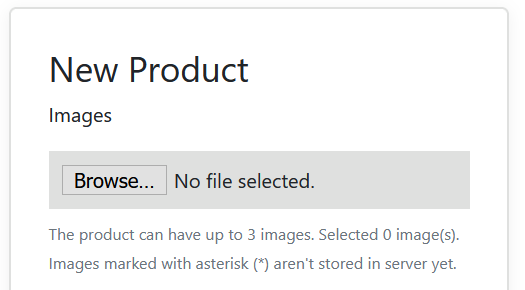 New Product
Images
Browse... No file selected.
The product can have up to 3 images. Selected 0 image(s).
Images marked with asterisk (*) aren't stored in server yet.